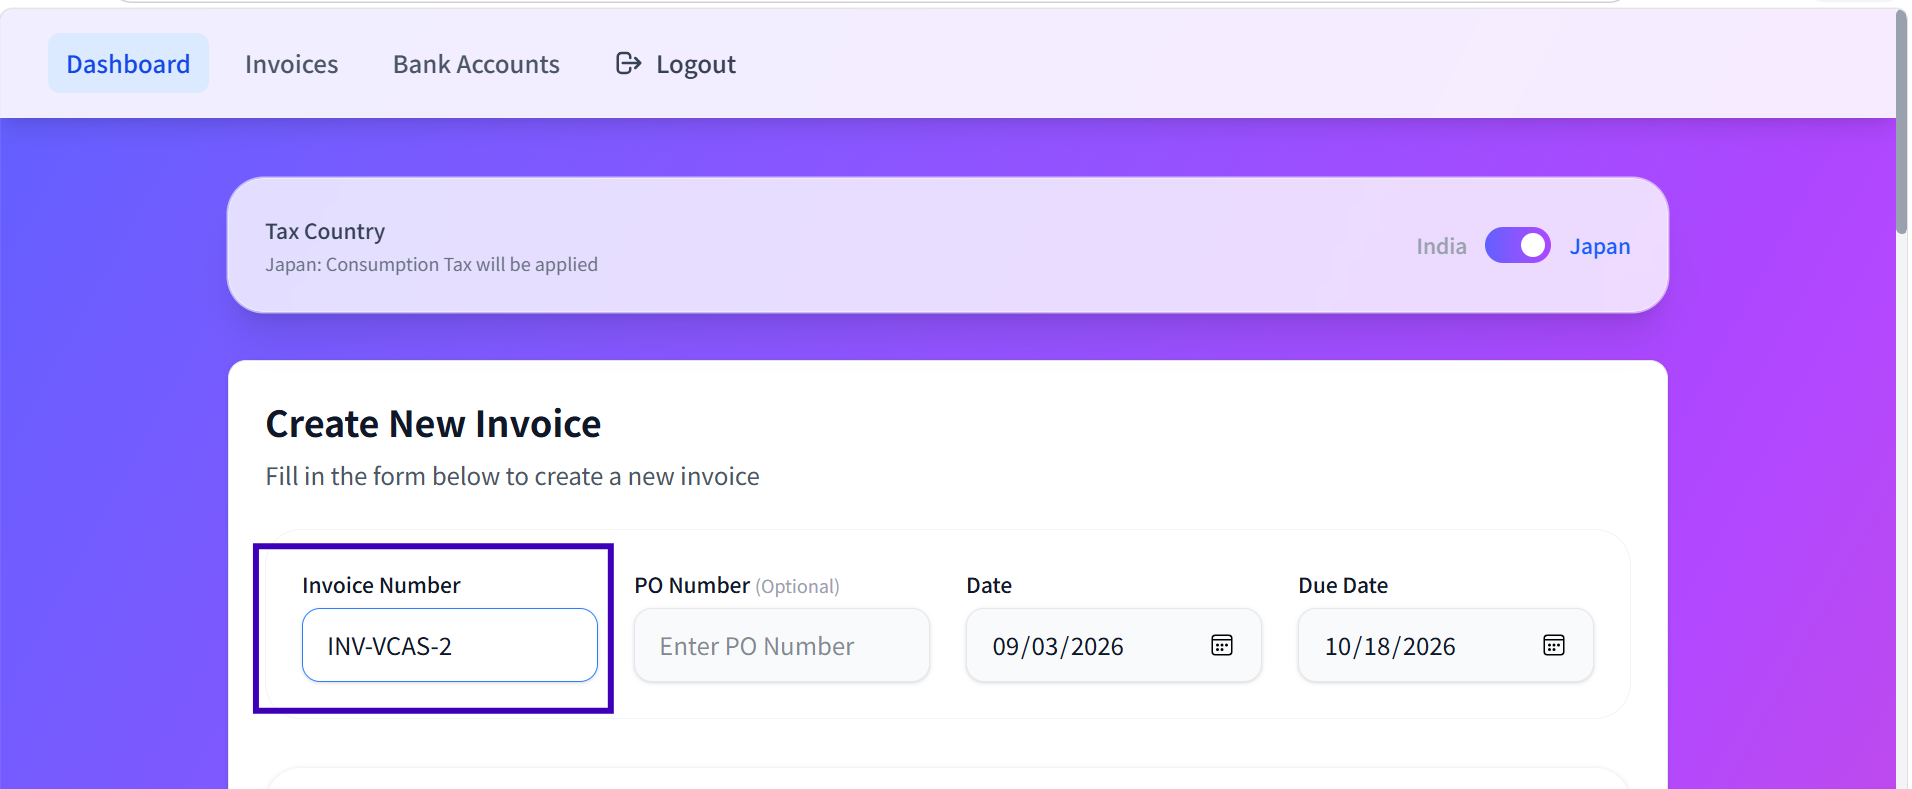 Dashboard Invoices Bank Accounts Logout
Tax Country
Japan: Consumption Tax will be applied
India Japan
Create New Invoice
Fill in the form below to create a new invoice
Invoice Number PO Number (Optional) Date Due Date
INV-VCAS-2 Enter PO Number 09/03/2026 10/18/2026